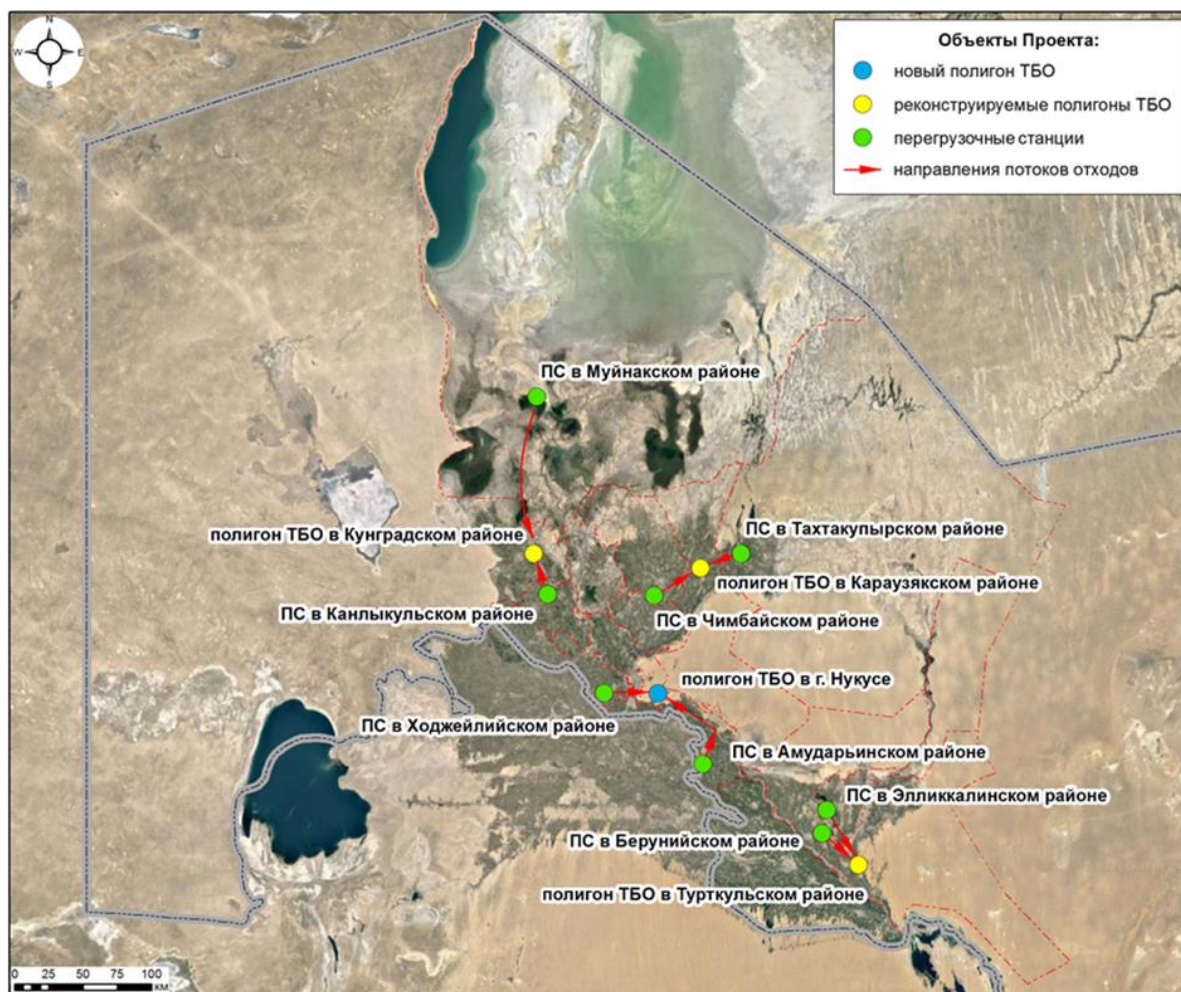 N
W
E
S
Объекты Проекта:
новый полигон ТБО
реконструируемые полигоны ТБО
перегрузочные станции
направления потоков отходов
ПС в Муйнакском районе
полигон ТБО в Кунградском районе
ПС в Тахтакупырском районе
полигон ТБО в Караузякском районе
ПС в Канлыкульском районе
ПС в Чимбайском районе
полигон ТБО в г. Нукусе
ПС в Ходжейлийском районе
ПС в Амударьинском районе
ПС в Элликкалинском районе
ПС в Берунийском районе
полигон ТБО в Турткульском районе
0 25 50 75 100
КМ